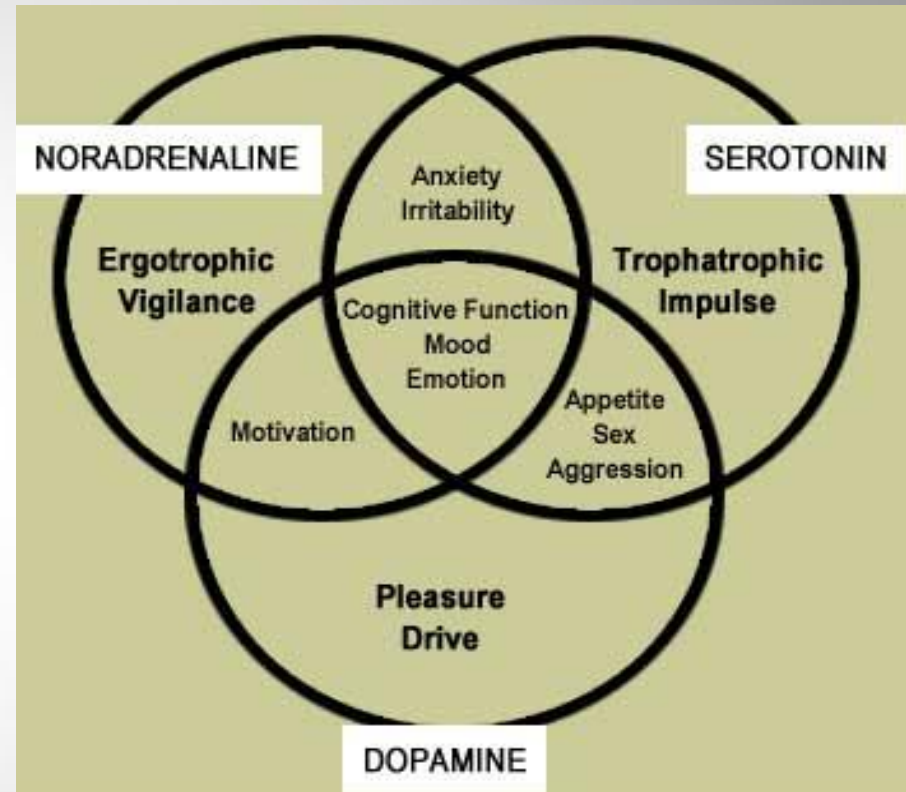 NORADRENALINE
SEROTONIN
Anxiety
Irritability
Ergotrophic
Vigilance
Trophatrophic
Impulse
Cognitive Function
Mood
Emotion
Motivation
Appetite
Sex
Aggression
Pleasure
Drive
DOPAMINE